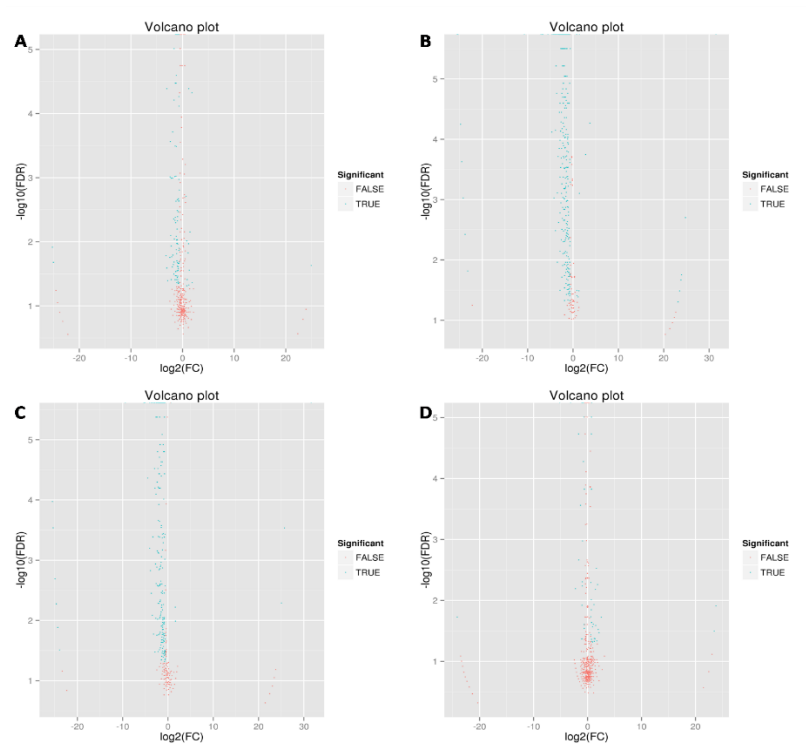 A
Volcano plot
5
4
3
2
1
-log10(FDR)
-20 -10 0 10 20
log2(FC)
Significant
FALSE
TRUE
B
Volcano plot
5
4
3
2
1
-log10(FDR)
-20 -10 0 10 20 30
log2(FC)
Significant
FALSE
TRUE
C
Volcano plot
5
4
3
2
1
-log10(FDR)
-20 -10 0 10 20 30
log2(FC)
Significant
FALSE
TRUE
D
Volcano plot
5
4
3
2
1
-log10(FDR)
-20 -10 0 10 20
log2(FC)
Significant
FALSE
TRUE